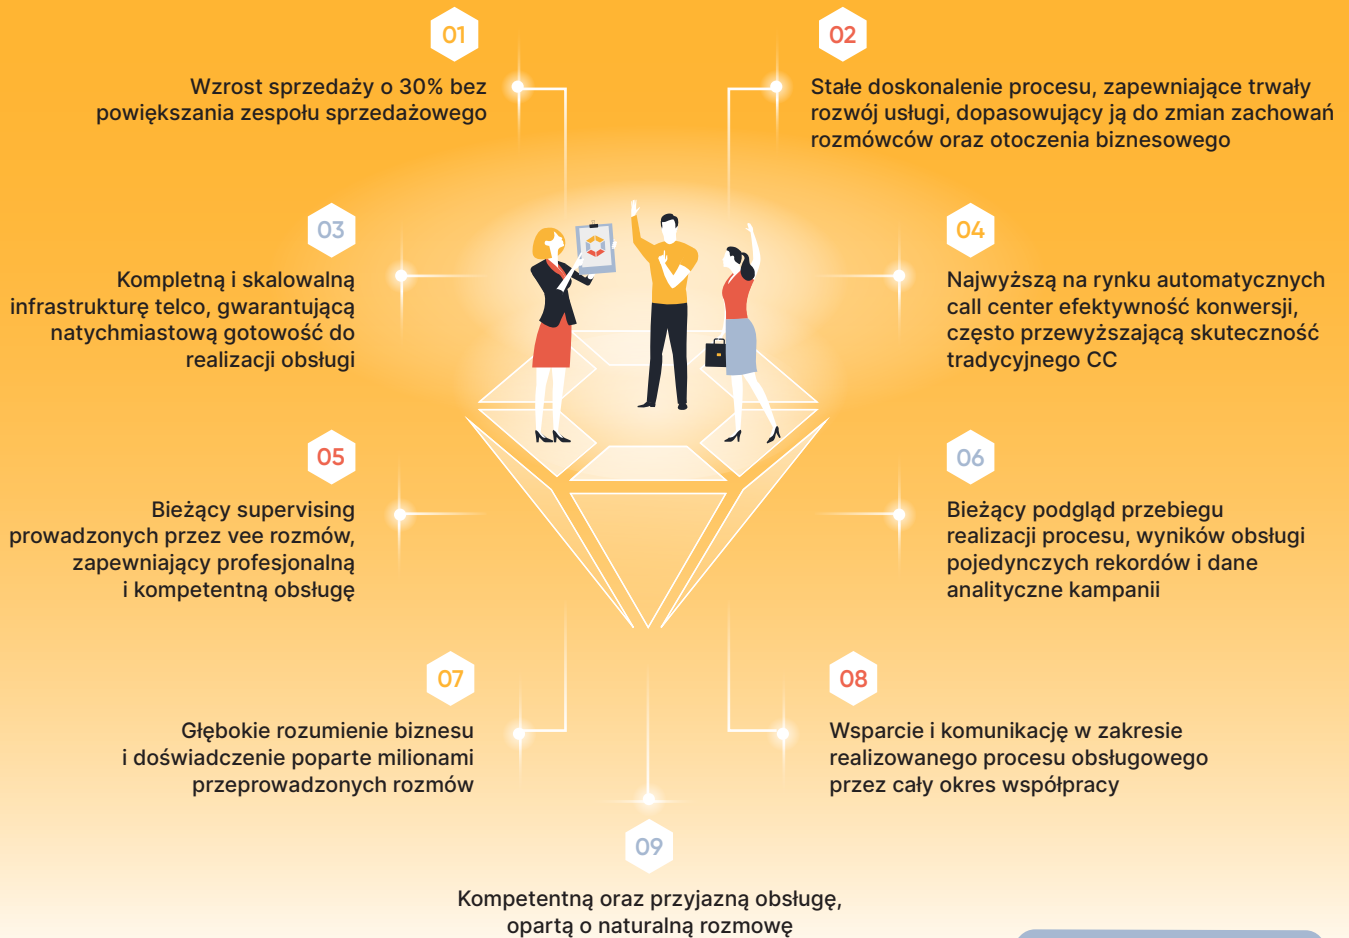 01
Wzrost sprzedaży o 30% bez
powiększania zespołu sprzedażowego
02
Stałe doskonalenie procesu, zapewniające trwały
rozwój usługi, dopasowujący ją do zmian zachowań
rozmówców oraz otoczenia biznesowego
03
Kompletną i skalowalną
infrastrukturę telco, gwarantującą
natychmiastową gotowość do
realizacji obsługi
04
Najwyższą na rynku automatycznych
call center efektywność konwersji,
często przewyższającą skuteczność
tradycyjnego CC
05
Bieżący supervising
prowadzonych przez vee rozmów,
zapewniający profesjonalną
i kompetentną obsługę
06
Bieżący podgląd przebiegu
realizacji procesu, wyników obsługi
pojedynczych rekordów i dane
analityczne kampanii
07
Głębokie rozumienie biznesu
i doświadczenie poparte milionami
przeprowadzonych rozmów
08
Wsparcie i komunikację w zakresie
realizowanego procesu obsługowego
przez cały okres współpracy
09
Kompetentną oraz przyjazną obsługę,
opartą o naturalną rozmowę